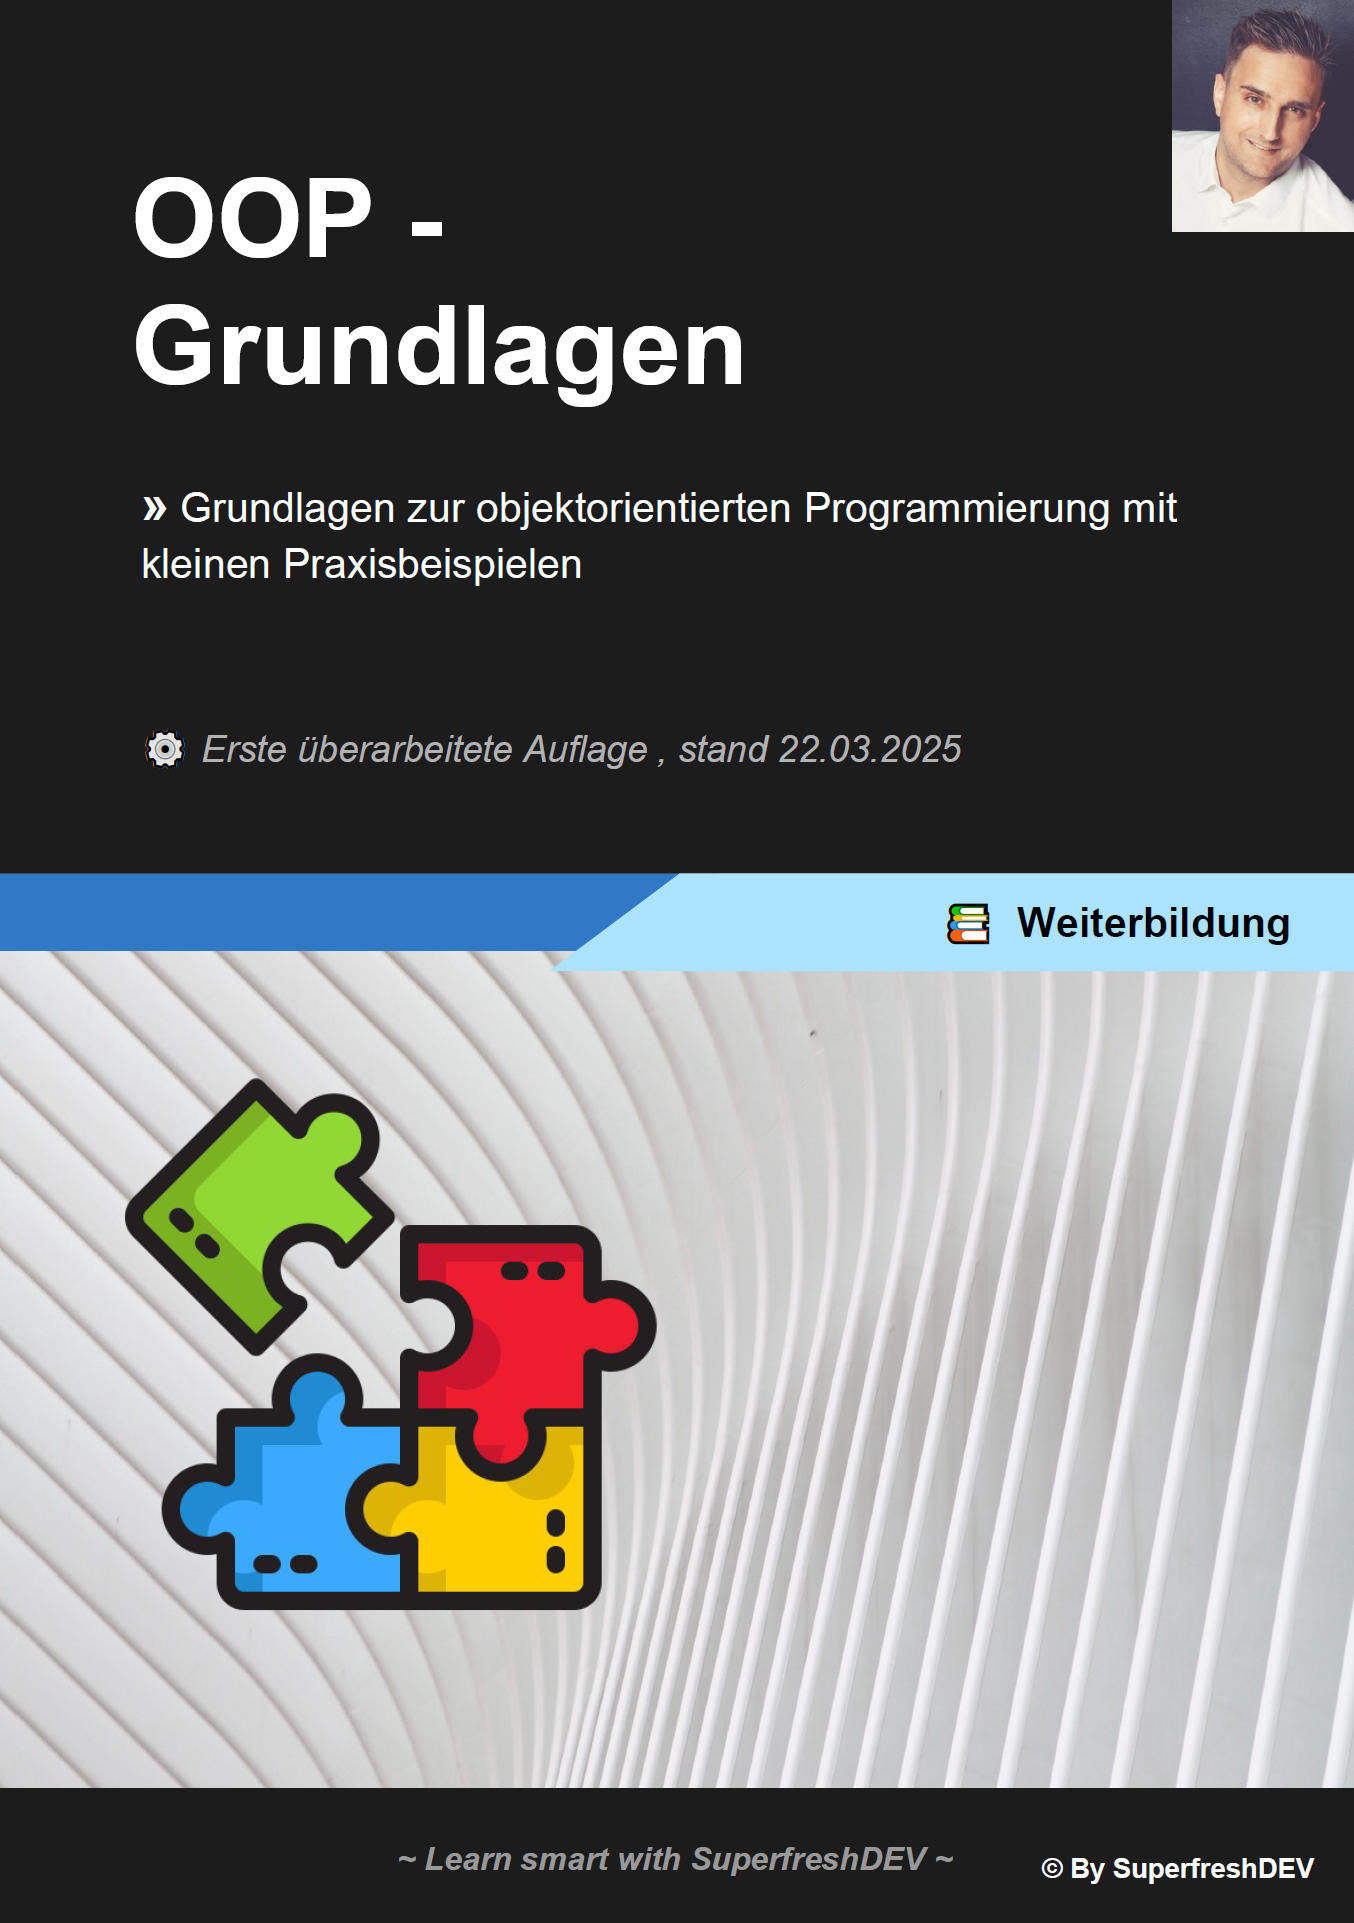 OOP -
Grundlagen
» Grundlagen zur objektorientierten Programmierung mit
kleinen Praxisbeispielen
Erste überarbeitete Auflage , stand 22.03.2025
Weiterbildung
~ Learn smart with SuperfreshDEV ~
© By SuperfreshDEV